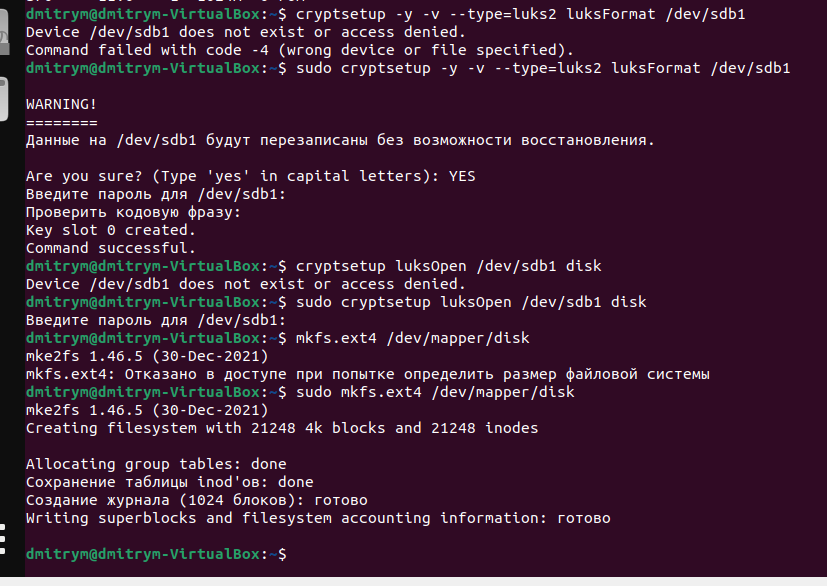 dmitrym@dmitrym-VirtualBox:~$ cryptsetup -y -v --type=luks2 luksFormat /dev/sdb1
Device /dev/sdb1 does not exist or access denied.
Command failed with code -4 (wrong device or file specified).
dmitrym@dmitrym-VirtualBox:~$ sudo cryptsetup -y -v --type=luks2 luksFormat /dev/sdb1
WARNING!
========
Данные на /dev/sdb1 будут перезаписаны без возможности восстановления.
Are you sure? (Type 'yes' in capital letters): YES
Введите пароль для /dev/sdb1:
Проверить кодовую фразу:
Key slot 0 created.
Command successful.
dmitrym@dmitrym-VirtualBox:~$ cryptsetup luksOpen /dev/sdb1 disk
Device /dev/sdb1 does not exist or access denied.
dmitrym@dmitrym-VirtualBox:~$ sudo cryptsetup luksOpen /dev/sdb1 disk
Введите пароль для /dev/sdb1:
dmitrym@dmitrym-VirtualBox:~$ mkfs.ext4 /dev/mapper/disk
mke2fs 1.46.5 (30-Dec-2021)
mkfs.ext4: Отказано в доступе при попытке определить размер файловой системы
dmitrym@dmitrym-VirtualBox:~$ sudo mkfs.ext4 /dev/mapper/disk
mke2fs 1.46.5 (30-Dec-2021)
Creating filesystem with 21248 4k blocks and 21248 inodes
Allocating group tables: done
Сохранение таблицы inod'ов: done
Создание журнала (1024 блоков): готово
Writing superblocks and filesystem accounting information: готово
dmitrym@dmitrym-VirtualBox:~$